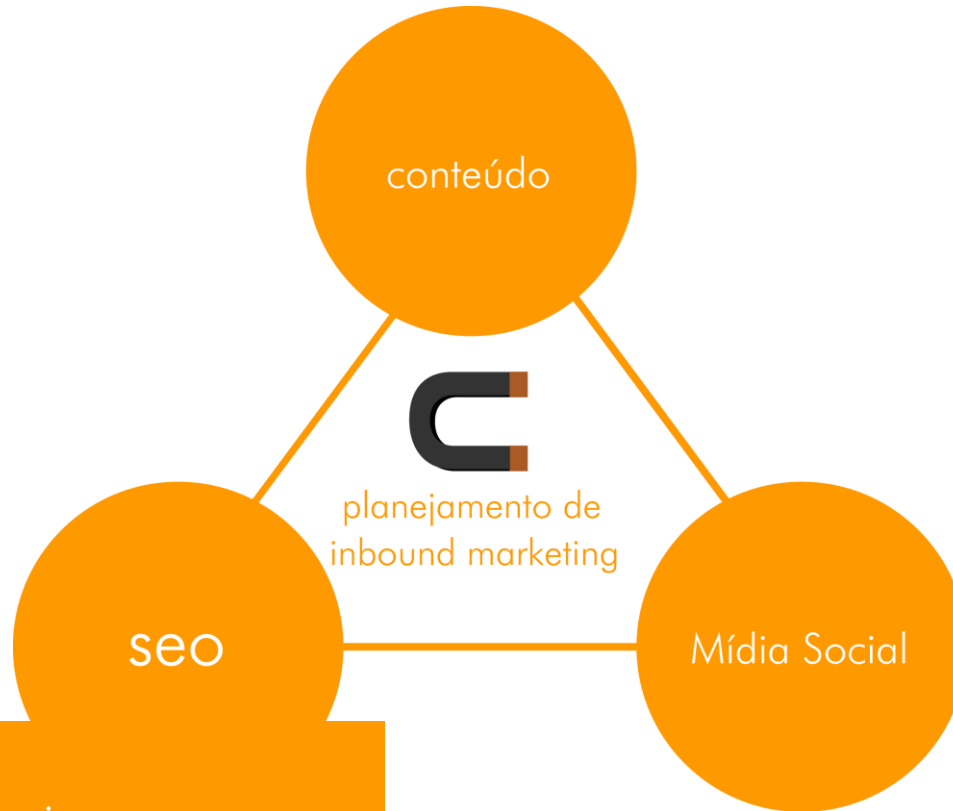 conteúdo
planejamento de
inbound marketing
seo
Mídia Social